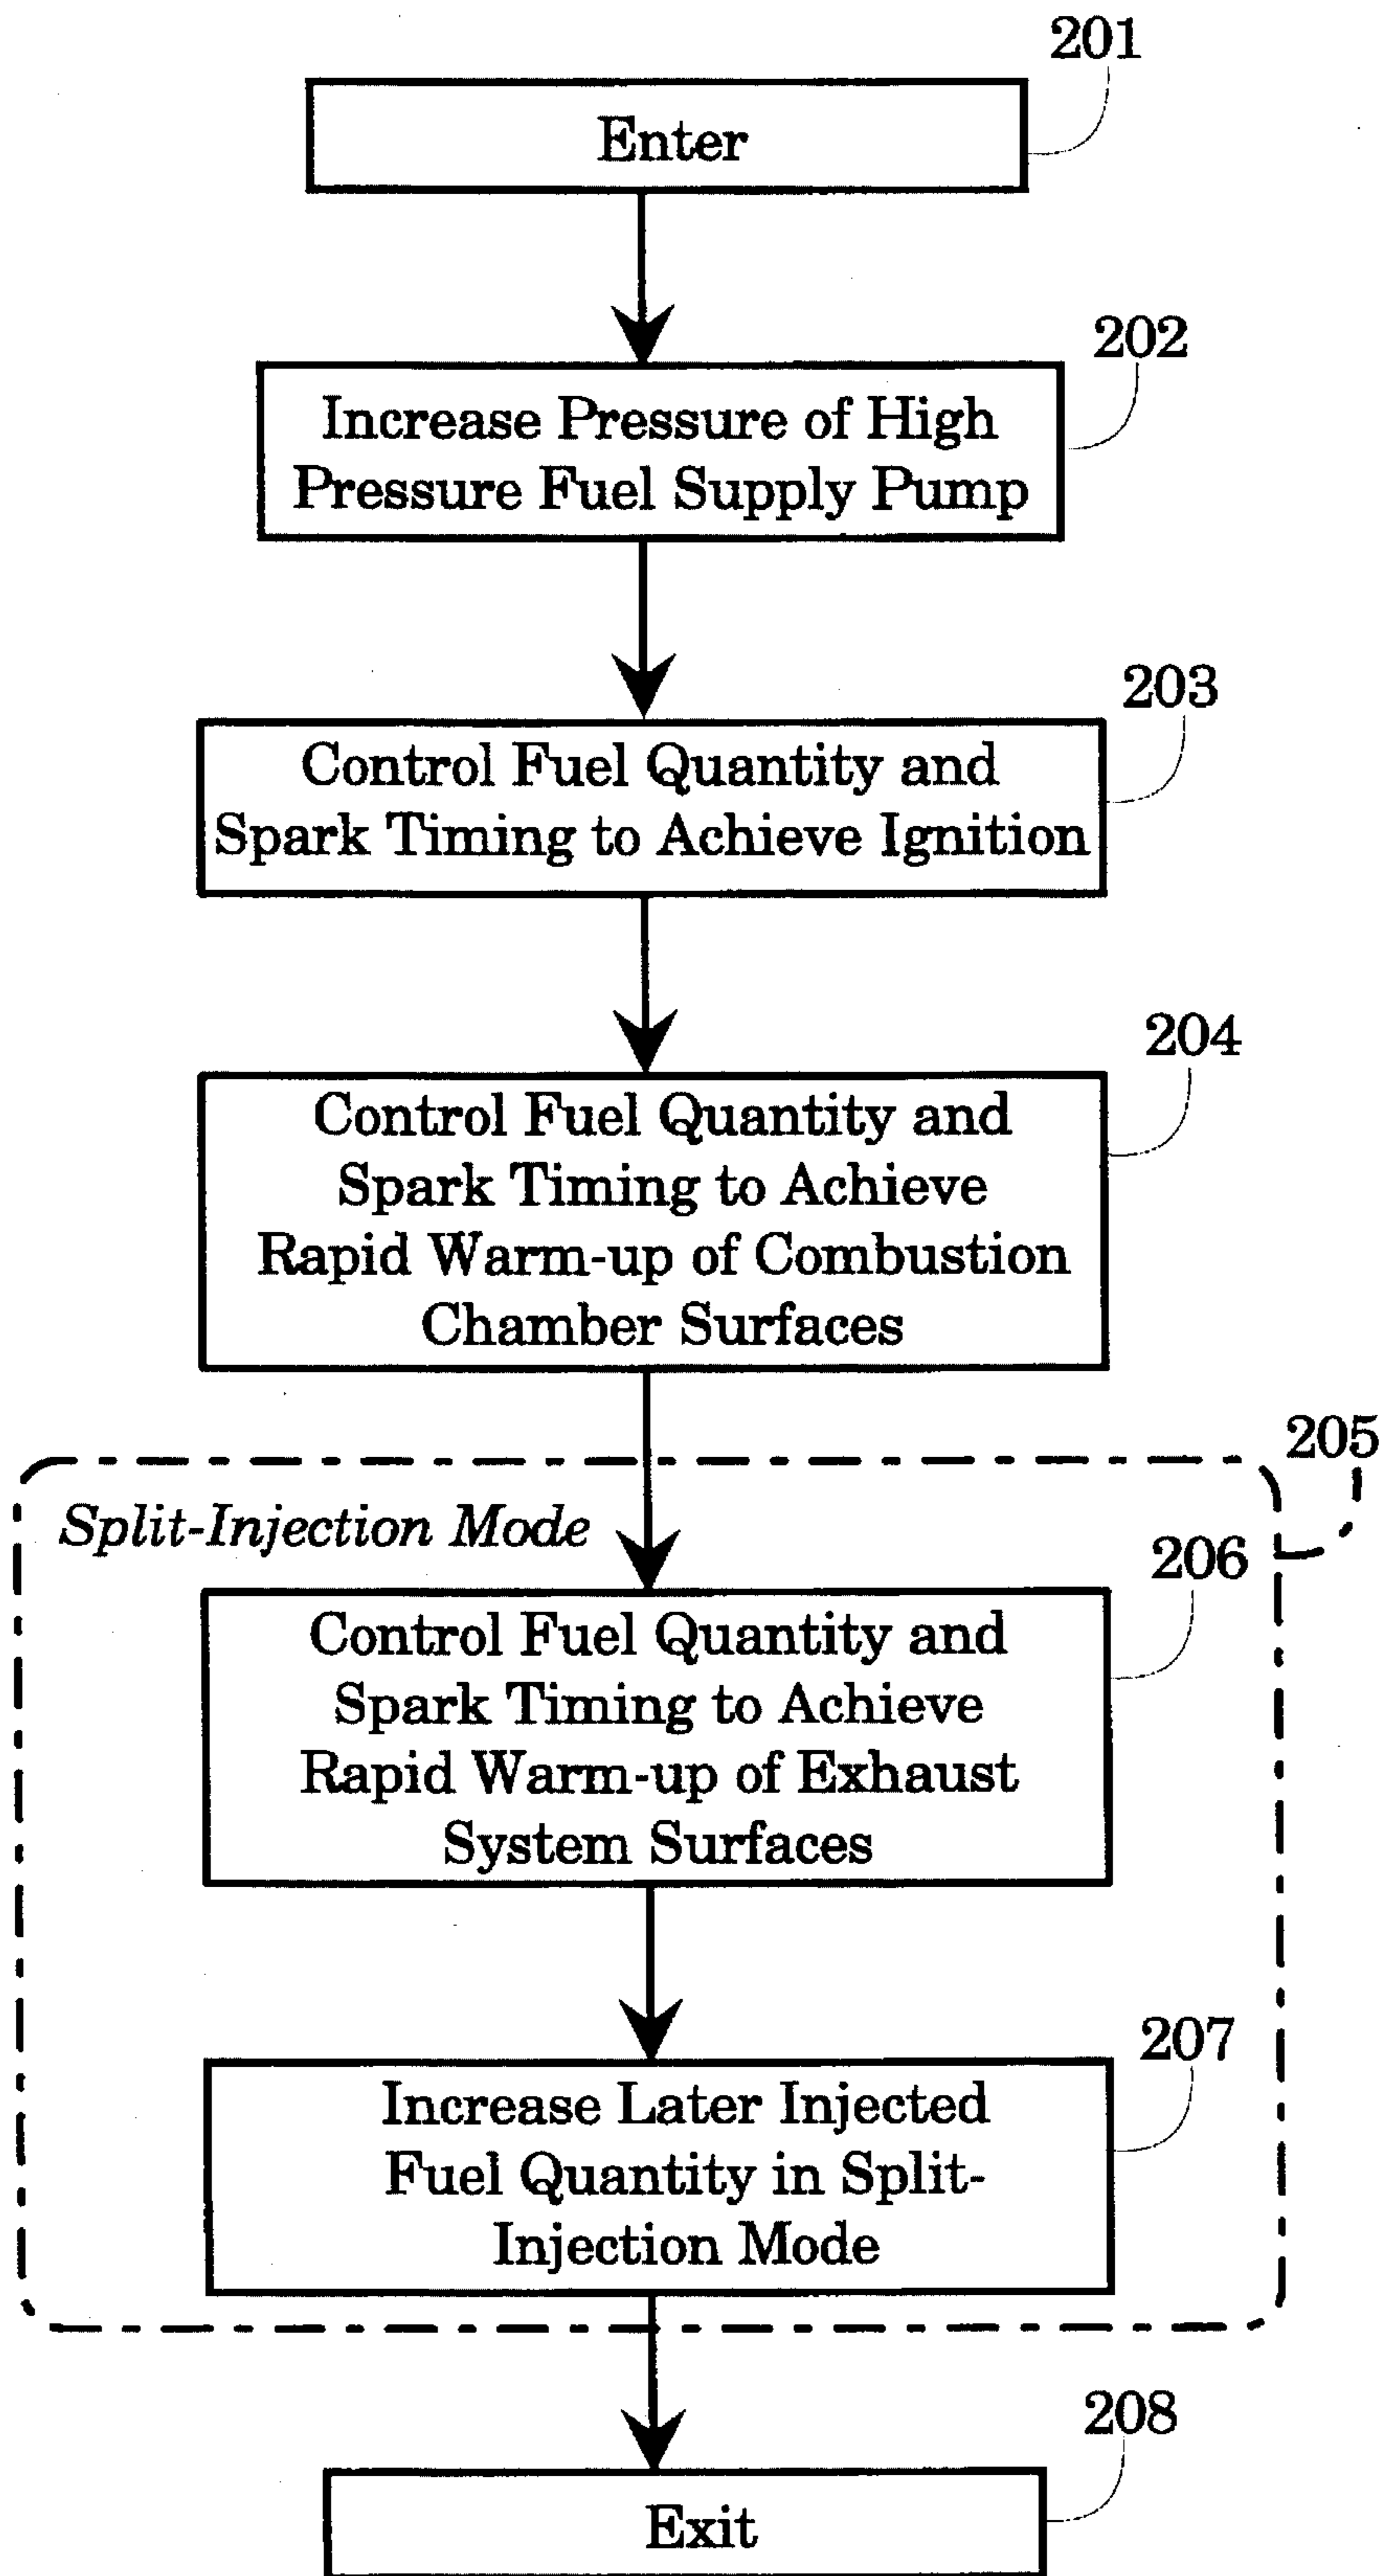 201
Enter
202
Increase Pressure of High
Pressure Fuel Supply Pump
203
Control Fuel Quantity and
Spark Timing to Achieve Ignition
204
Control Fuel Quantity and
Spark Timing to Achieve
Rapid Warm-up of Combustion
Chamber Surfaces
205
Split-Injection Mode
206
Control Fuel Quantity and
Spark Timing to Achieve
Rapid Warm-up of Exhaust
System Surfaces
207
Increase Later Injected
Fuel Quantity in Split-
Injection Mode
208
Exit